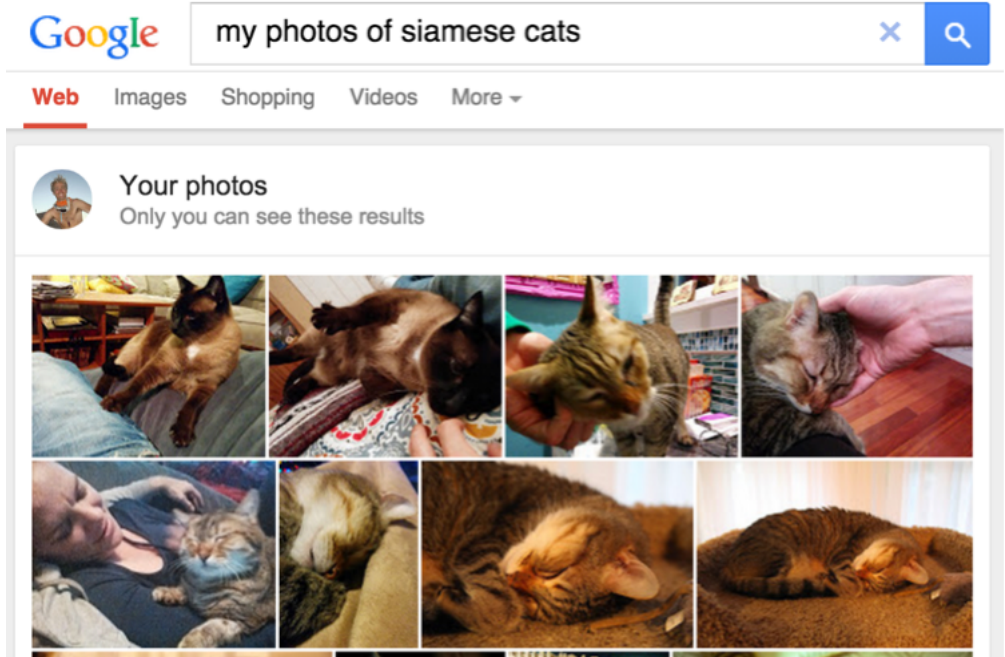 Google my photos of siamese cats
Web Images Shopping Videos More
Your photos
Only you can see these results